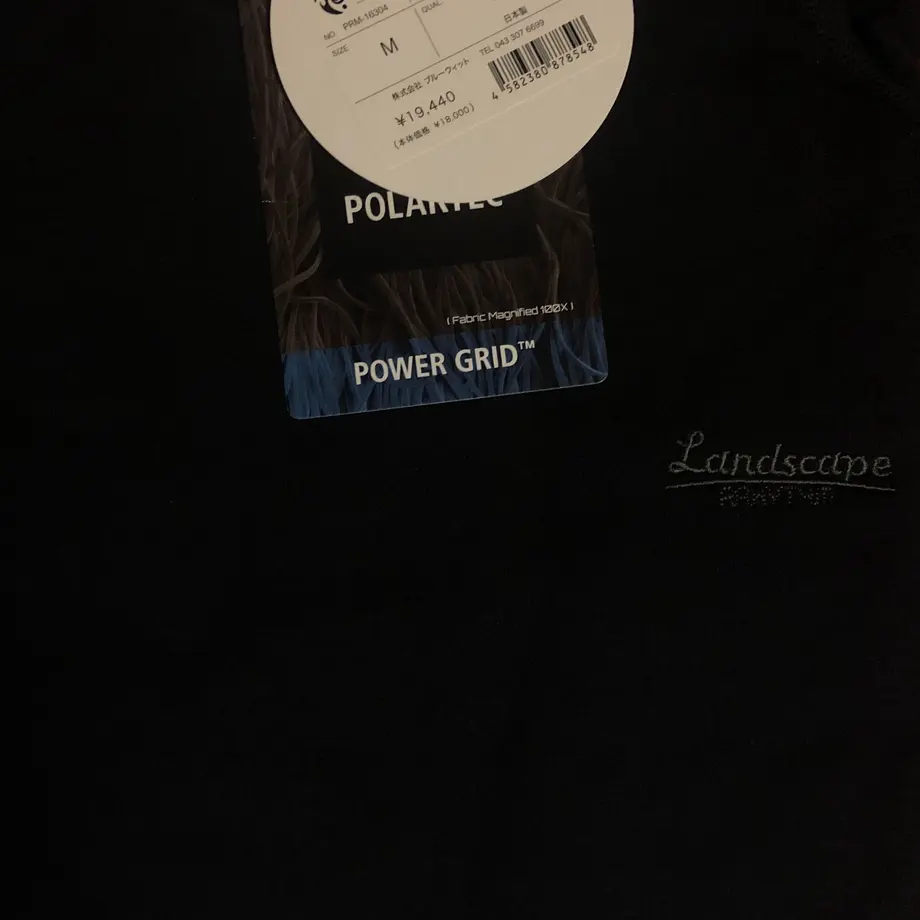 NO. PRM-16304
SIZE M
QUAL.
日本製
株式会社 ブルーウィット TEL 043 307 6699
¥19,440
(本体価格 ¥18,000)
4 582380 878548
POLARTEC
( Fabric Magnified 100X )
POWER GRID™
Landscape